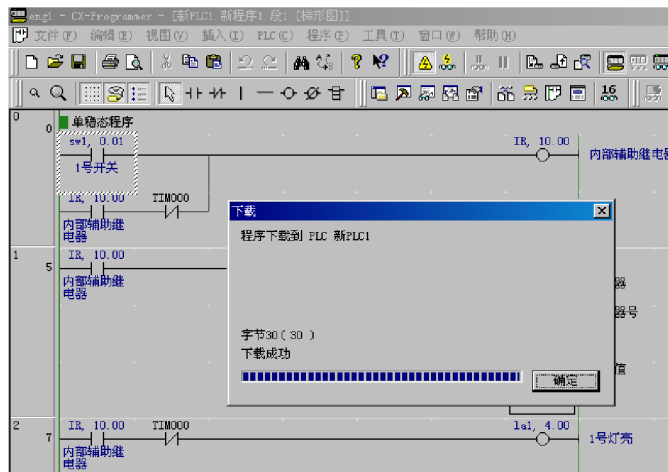 eng1 - CX-Programmer - [新PLC1 新程序1 段1 [梯形图]]
文件(F) 编辑(E) 视图(V) 插入(I) PLC(C) 程序(P) 工具(T) 窗口(W) 帮助(H)
16
0
0
单稳态程序
sw1, 0.01
1号开关
IR, 10.00
内部辅助继电
IR, 10.00
TIM000
内部辅助继
电器
下载
程序下载到 PLC 新PLC1
字节30( 30 )
下载成功
确定
1
5
IR, 10.00
内部辅助继
电器
器
器号
值
2
7
IR, 10.00
TIM000
内部辅助继
电器
la1, 4.00
1号灯亮